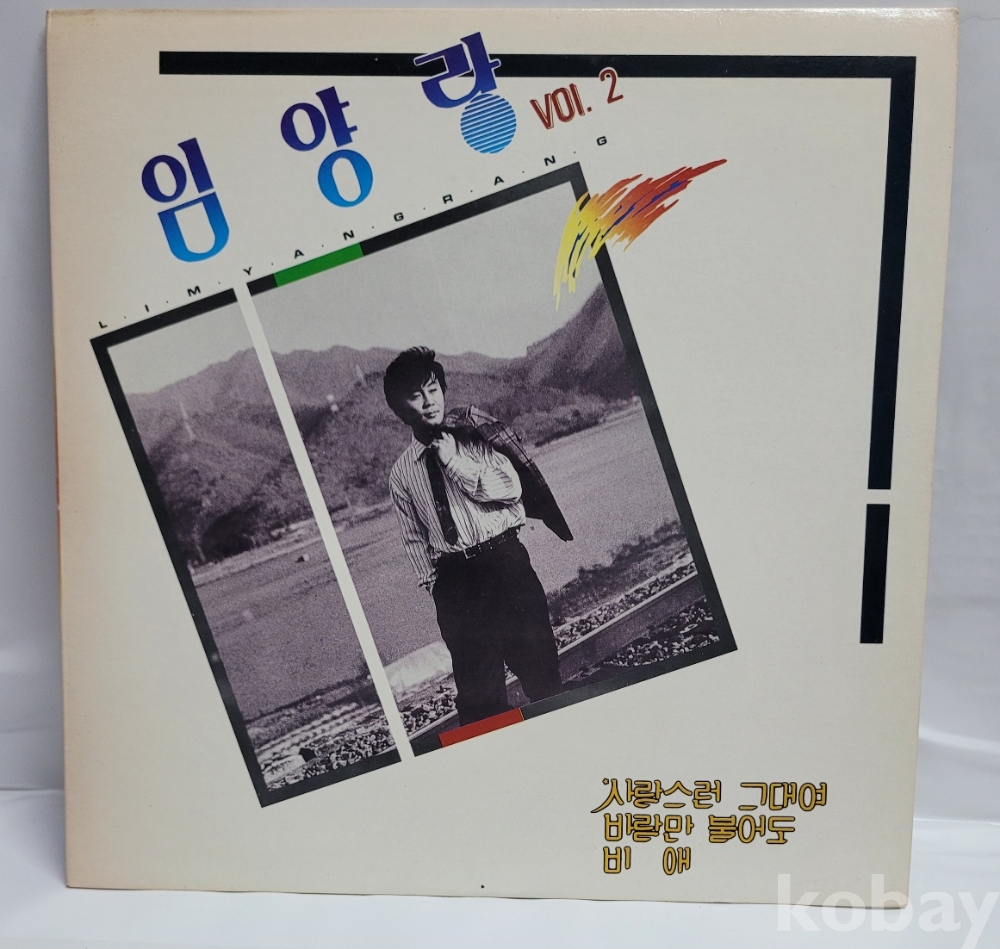 임양랑 VOl. 2
L.I.M.Y.A.N.G.R.A.N.G
사랑스런 그대여
바람만 불어도
비 애
kobay